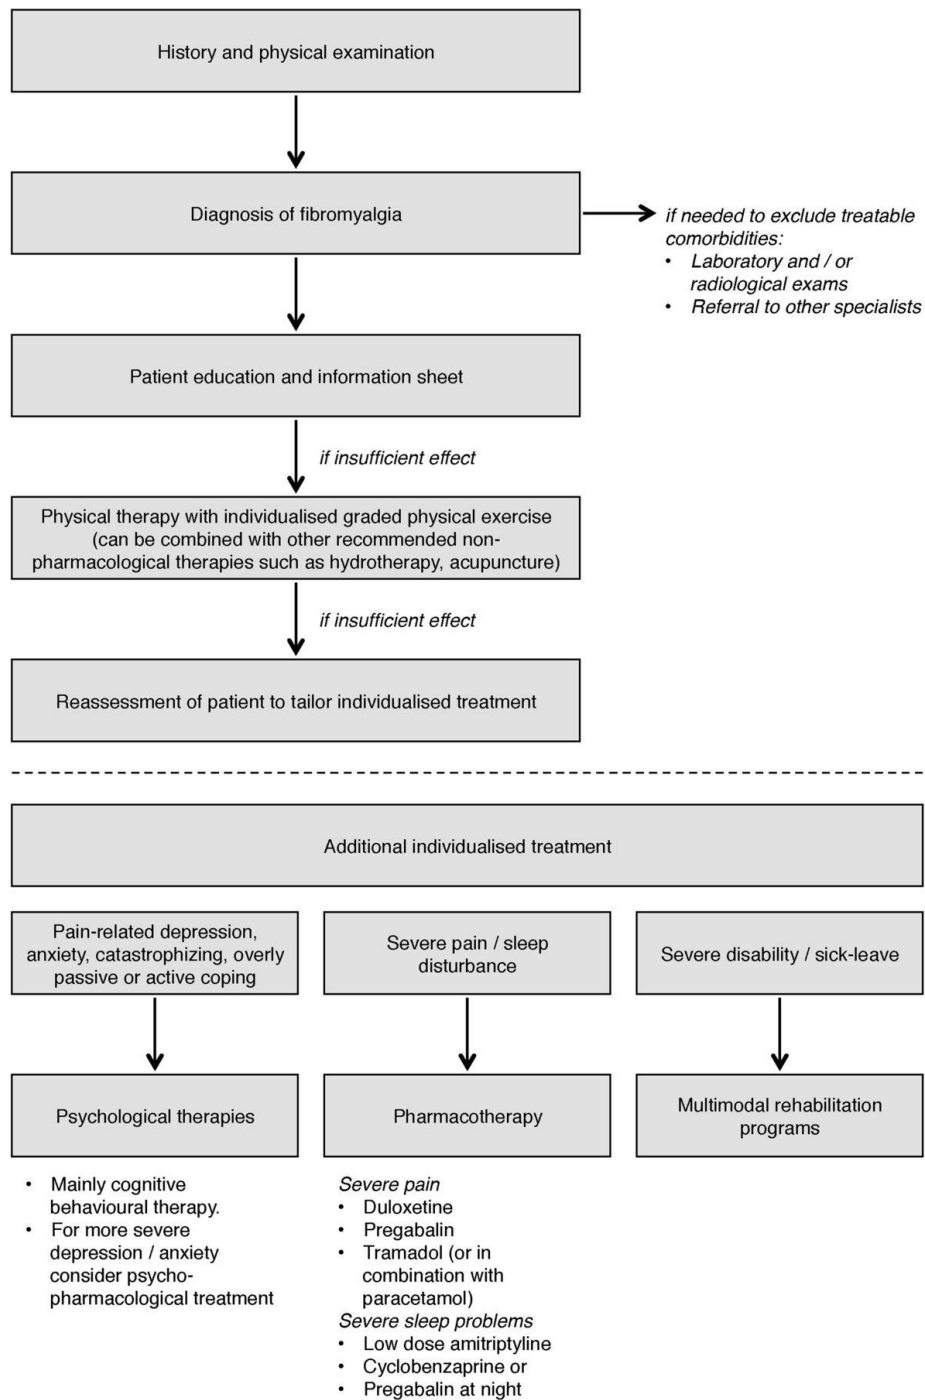 History and physical examination
Diagnosis of fibromyalgia
if needed to exclude treatable
comorbidities:
• Laboratory and / or
radiological exams
• Referral to other specialists
Patient education and information sheet
if insufficient effect
Physical therapy with individualised graded physical exercise
(can be combined with other recommended non-
pharmacological therapies such as hydrotherapy, acupuncture)
if insufficient effect
Reassessment of patient to tailor individualised treatment
Additional individualised treatment
Pain-related depression,
anxiety, catastrophizing, overly
passive or active coping
Severe pain / sleep
disturbance
Severe disability / sick-leave
Psychological therapies
Pharmacotherapy
Multimodal rehabilitation
programs
• Mainly cognitive
behavioural therapy.
• For more severe
depression / anxiety
consider psycho-
pharmacological treatment
Severe pain
• Duloxetine
• Pregabalin
• Tramadol (or in
combination with
paracetamol)
Severe sleep problems
• Low dose amitriptyline
• Cyclobenzaprine or
• Pregabalin at night